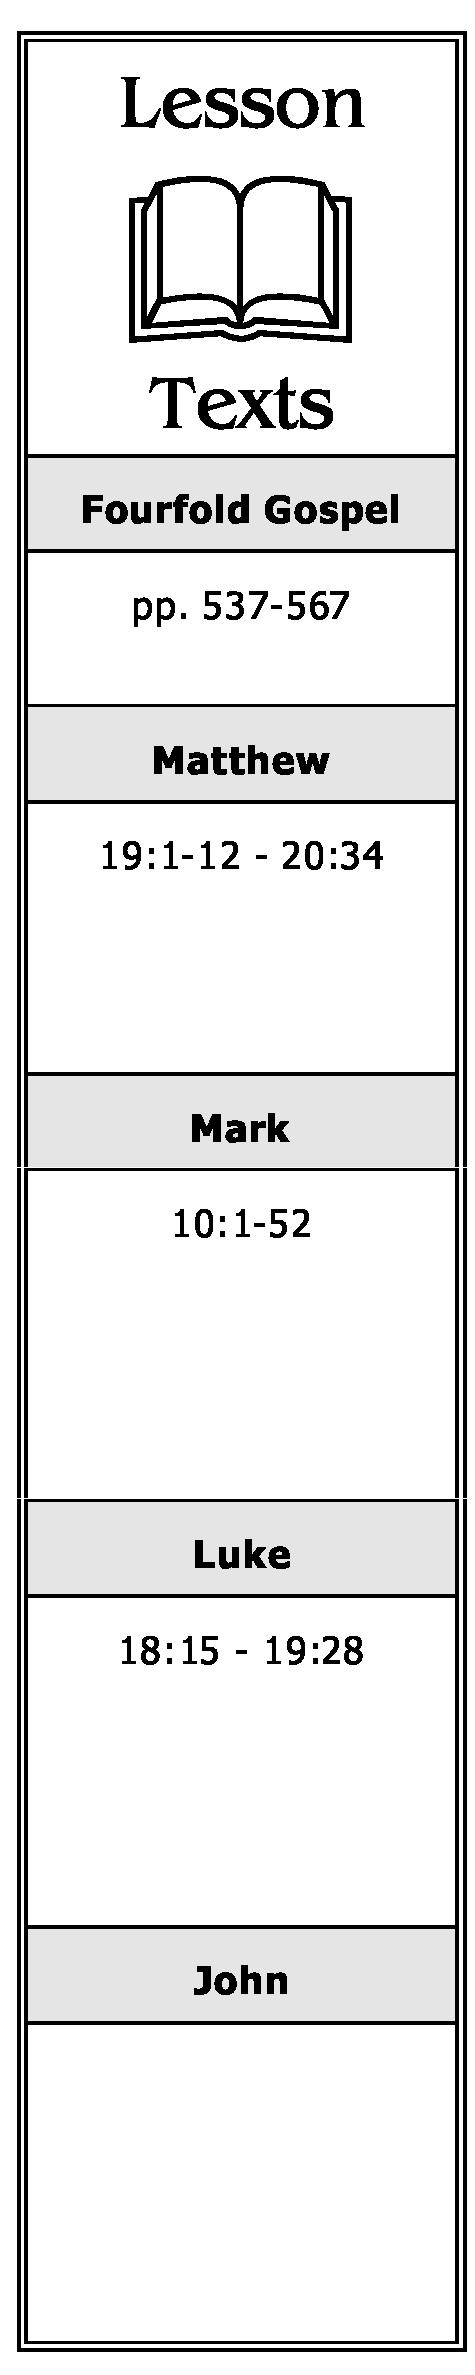 Lesson
Texts
Fourfold Gospel
pp. 537-567
Matthew
19:1-12 - 20:34
Mark
10:1-52
Luke
18:15 - 19:28
John